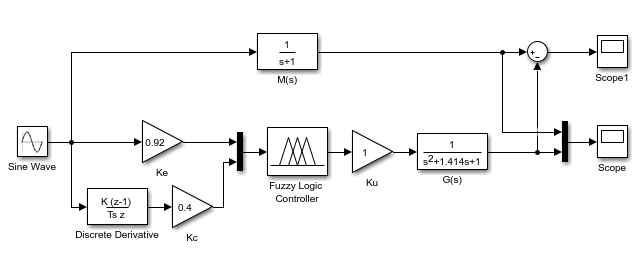 1
s+1
M(s)
+
-
Scope1
Sine Wave
0.92
Ke
Fuzzy Logic
Controller
1
Ku
1
s2+1.414s+1
G(s)
Scope
K (z-1)
Ts z
Discrete Derivative
0.4
Kc